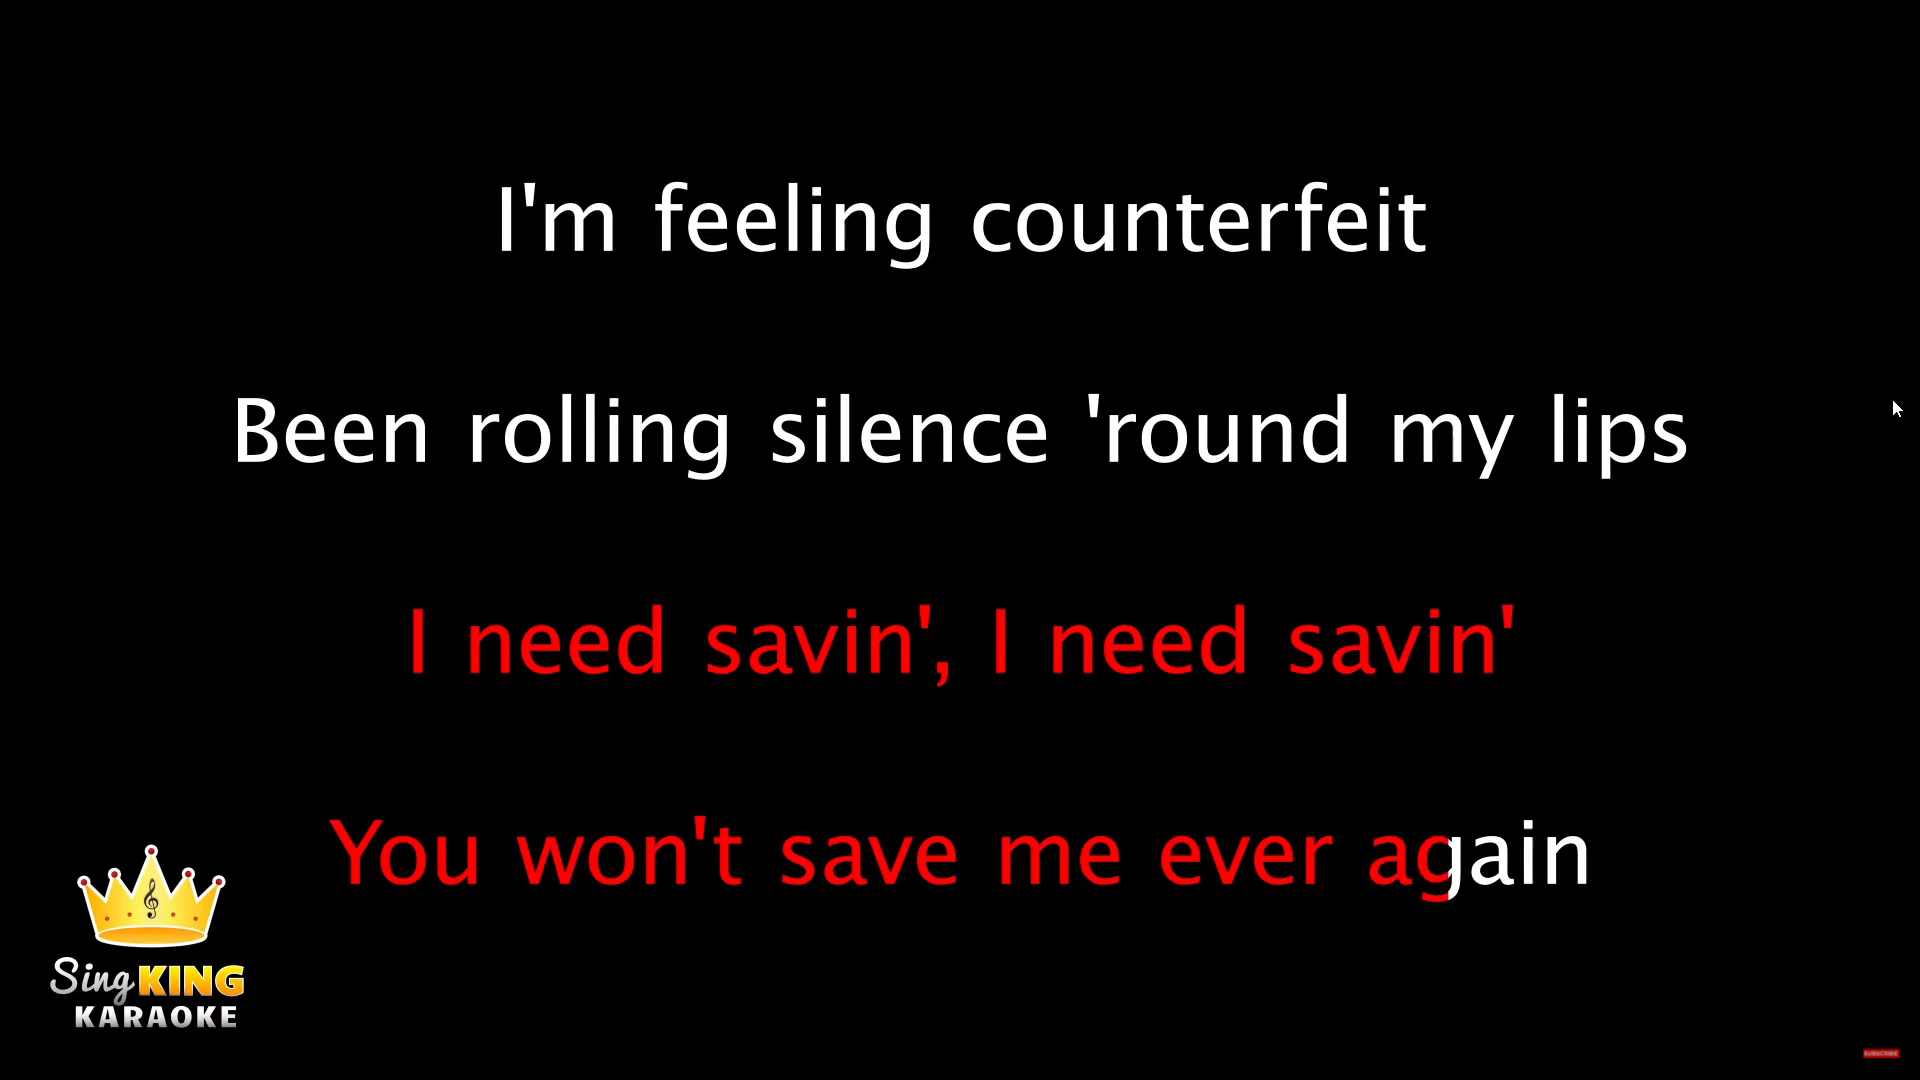 I'm feeling counterfeit
Been rolling silence 'round my lips
I need savin', I need savin'
You won't save me ever again
Sing KING
KARAOKE
SUBSCRIBE